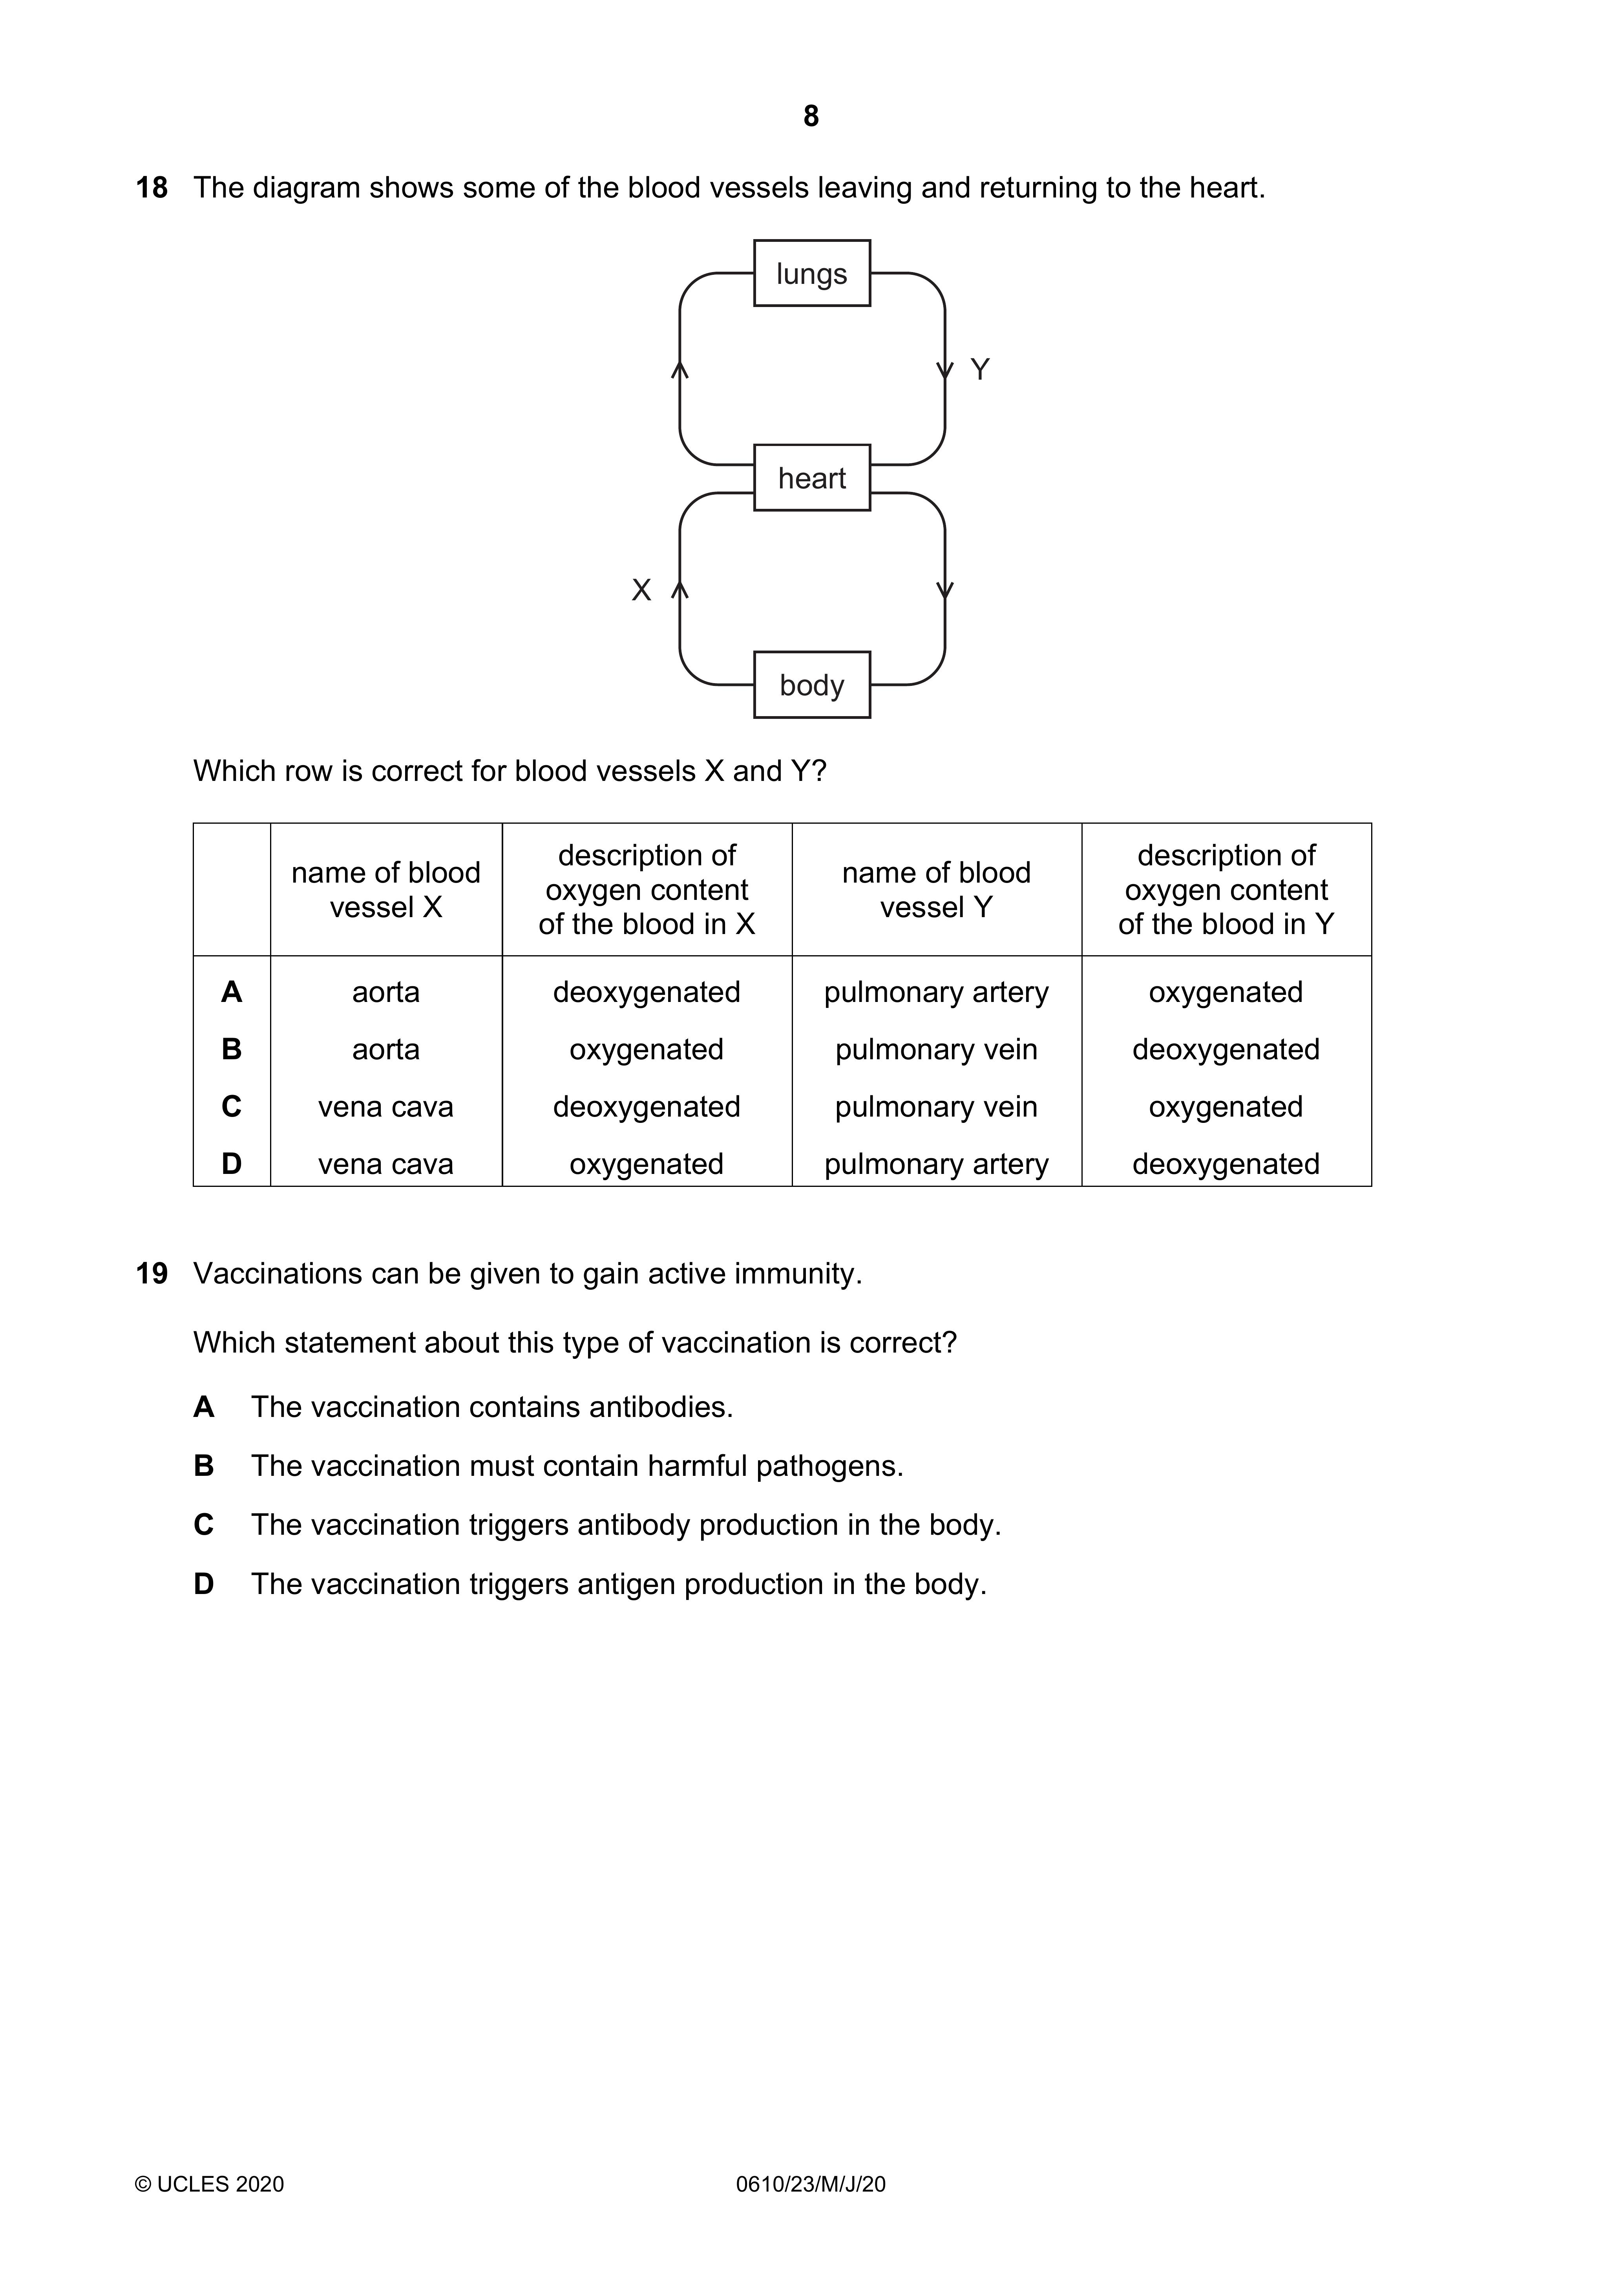 8
18 The diagram shows some of the blood vessels leaving and returning to the heart.
lungs
Y
heart
X
body
Which row is correct for blood vessels X and Y?
name of blood vessel X | description of oxygen content of the blood in X | name of blood vessel Y | description of oxygen content of the blood in Y
A aorta deoxygenated pulmonary artery oxygenated
B aorta oxygenated pulmonary vein deoxygenated
C vena cava deoxygenated pulmonary vein oxygenated
D vena cava oxygenated pulmonary artery deoxygenated
19 Vaccinations can be given to gain active immunity.
Which statement about this type of vaccination is correct?
A The vaccination contains antibodies.
B The vaccination must contain harmful pathogens.
C The vaccination triggers antibody production in the body.
D The vaccination triggers antigen production in the body.
© UCLES 2020 0610/23/M/J/20